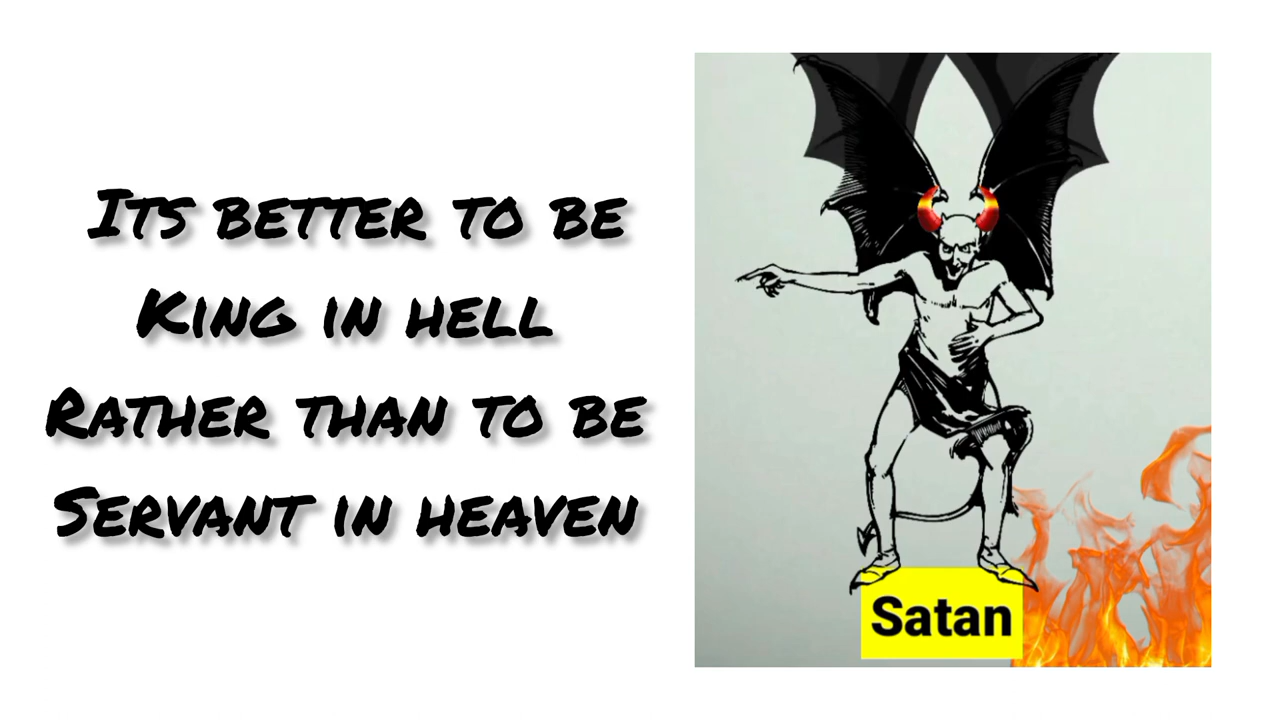 Its better to be
King in hell
Rather than to be
Servant in heaven
Satan